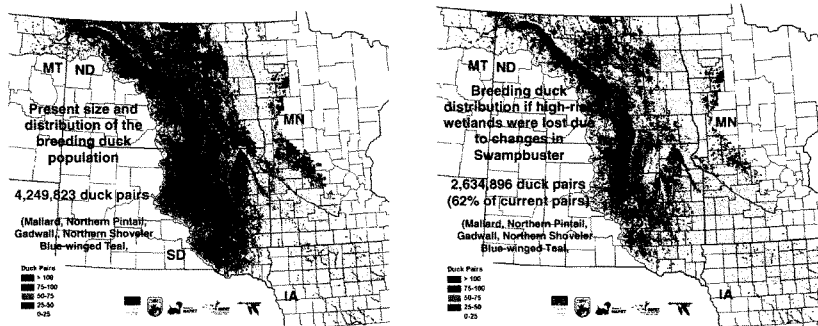 MT
ND
Present size and
distribution of the
breeding duck
population
MN
4,249,823 duck pairs
(Mallard, Northern Pintail,
Gadwall, Northern Shoveler
Blue-winged Teal,
SD
Duck Pairs
> 100
75-100
50-75
25-50
0-25
IA
MT
ND
Breeding duck
distribution if high-risk
wetlands were lost due
to changes in
Swampbuster
MN
2,634,896 duck pairs
(62% of current pairs)
(Mallard, Northern Pintail,
Gadwall, Northern Shoveler
Blue-winged Teal,
Duck Pairs
> 100
75-100
50-75
25-50
0-25
IA